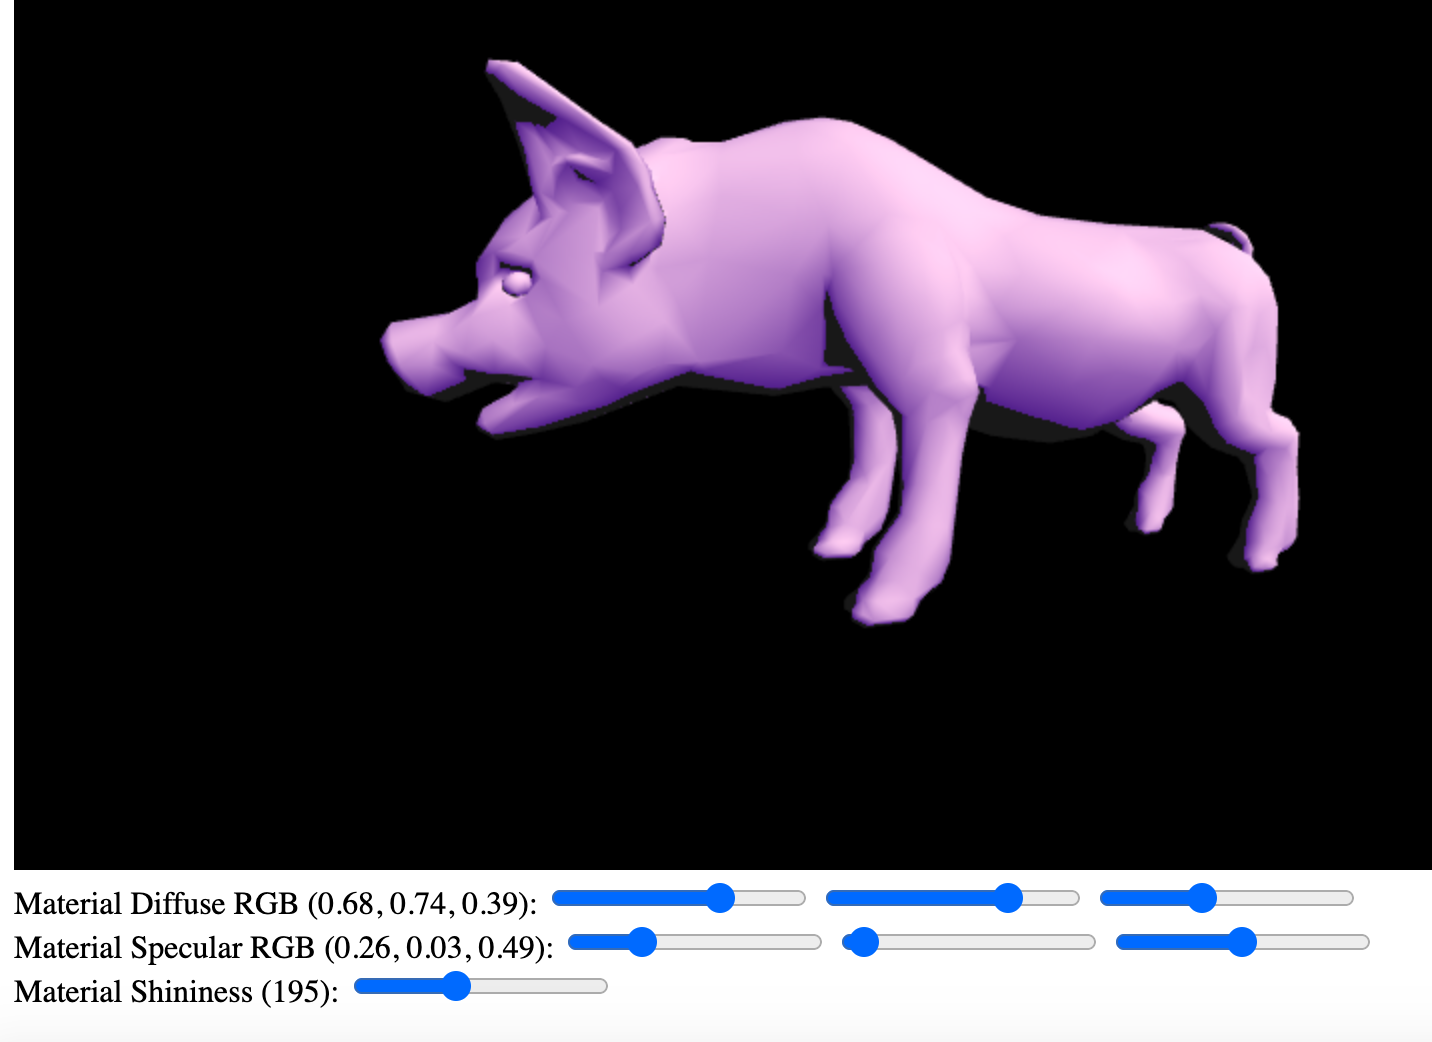 Material Diffuse RGB (0.68, 0.74, 0.39):
Material Specular RGB (0.26, 0.03, 0.49):
Material Shininess (195):